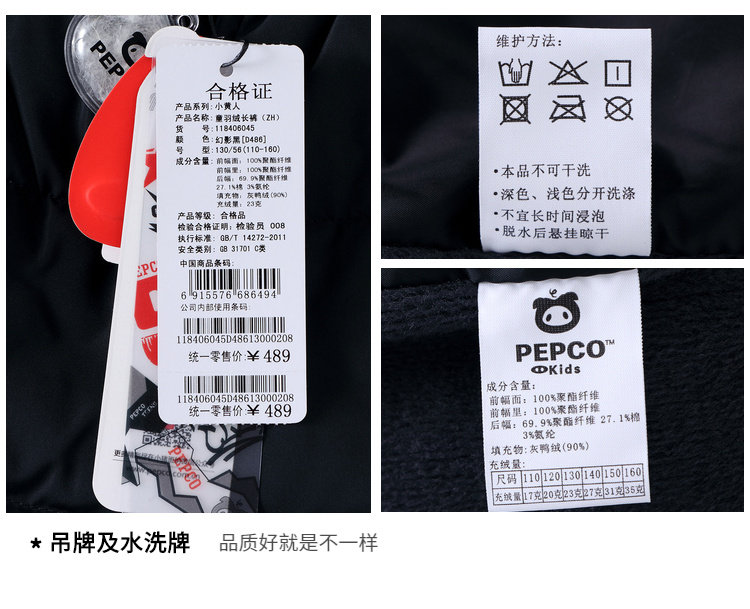 PEPCO
合格证
产品系列:小黄人
产品名称:童羽绒长裤(ZH)
货 号:118406045
颜 色:幻影黑[D486]
号 型:130/56(110-160)
成分含量:前幅面:100%聚酯纤维
前幅里:100%聚酯纤维
后幅:69.9%聚酯纤维
27.1%棉 3%氨纶
填充物:灰鸭绒(90%)
充绒量:23克
产品等级:合格品
检验合格证明:检验员 008
执行标准:GB/T 14272-2011
安全类别:GB 31701 C类
中国商品条码:
6 915576 686494
公司内部使用条码:
118406045D48613000208
统一零售价:¥489
118406045D48613000208
统一零售价:¥489
PEPCO
PEPCO
www.pepco.com
维护方法:
•本品不可干洗
•深色、浅色分开洗涤
•不宜长时间浸泡
•脱水后悬挂晾干
PEPCO™
Kids
成分含量:
前幅面:100%聚酯纤维
前幅里:100%聚酯纤维
后幅:69.9%聚酯纤维 27.1%棉
3%氨纶
填充物:灰鸭绒(90%)
充绒量:
尺码 110 120 130 140 150 160
充绒量 17克 20克 23克 27克 31克 35克
* 吊牌及水洗牌 品质好就是不一样